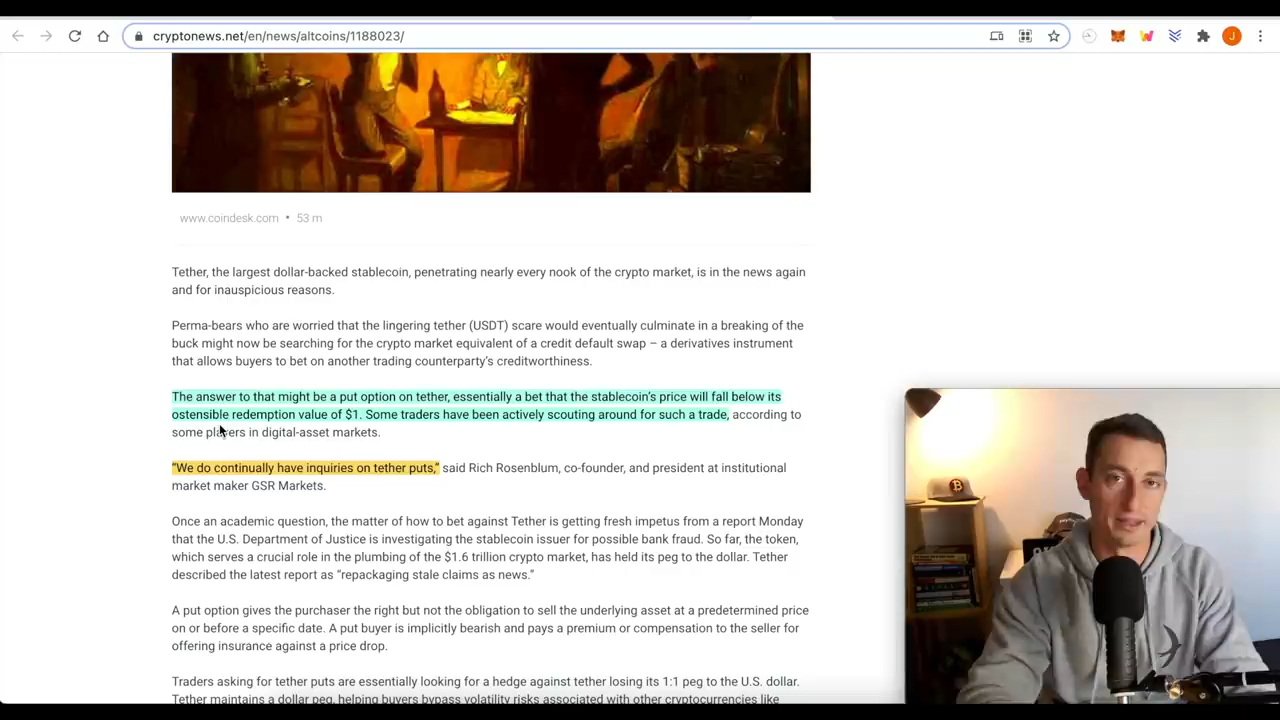 cryptonews.net/en/news/altcoins/1188023/
J
www.coindesk.com • 53 m
Tether, the largest dollar-backed stablecoin, penetrating nearly every nook of the crypto market, is in the news again
and for inauspicious reasons.
Perma-bears who are worried that the lingering tether (USDT) scare would eventually culminate in a breaking of the
buck might now be searching for the crypto market equivalent of a credit default swap – a derivatives instrument
that allows buyers to bet on another trading counterparty’s creditworthiness.
The answer to that might be a put option on tether, essentially a bet that the stablecoin’s price will fall below its
ostensible redemption value of $1. Some traders have been actively scouting around for such a trade, according to
some players in digital-asset markets.
“We do continually have inquiries on tether puts,” said Rich Rosenblum, co-founder, and president at institutional
market maker GSR Markets.
Once an academic question, the matter of how to bet against Tether is getting fresh impetus from a report Monday
that the U.S. Department of Justice is investigating the stablecoin issuer for possible bank fraud. So far, the token,
which serves a crucial role in the plumbing of the $1.6 trillion crypto market, has held its peg to the dollar. Tether
described the latest report as “repackaging stale claims as news.”
A put option gives the purchaser the right but not the obligation to sell the underlying asset at a predetermined price
on or before a specific date. A put buyer is implicitly bearish and pays a premium or compensation to the seller for
offering insurance against a price drop.
Traders asking for tether puts are essentially looking for a hedge against tether losing its 1:1 peg to the U.S. dollar.
Tether maintains a dollar peg, helping buyers bypass volatility risks associated with other cryptocurrencies like